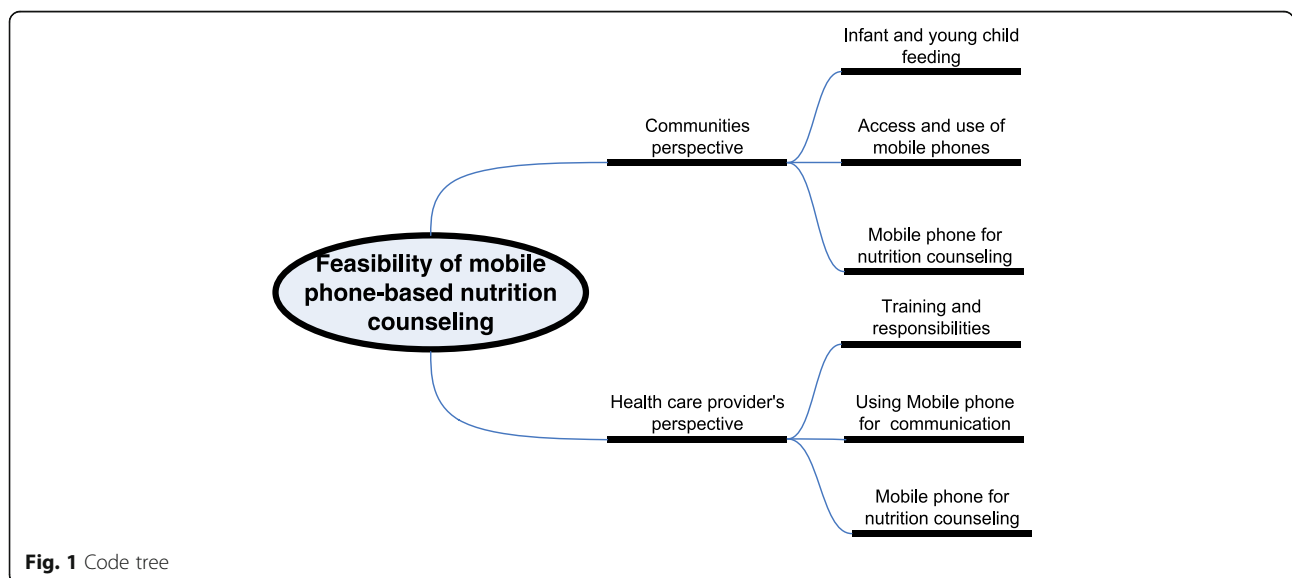 Infant and young child
feeding
Communities
perspective
Access and use of
mobile phones
Mobile phone for
nutrition counseling
Feasibility of mobile
phone-based nutrition
counseling
Training and
responsibilities
Health care provider's
perspective
Using Mobile phone
for communication
Mobile phone for
nutrition counseling
Fig. 1 Code tree